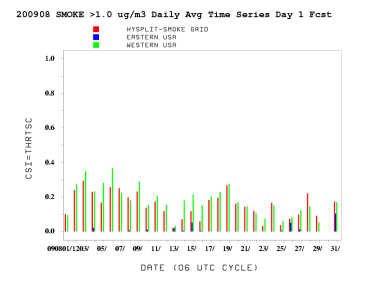 200908 SMOKE >1.0 ug/m3 Daily Avg Time Series Day 1 Fcst
HYSPLIT-SMOKE GRID
EASTERN USA
WESTERN USA
CSI=THRTSC
1.0
0.8
0.6
0.4
0.2
0.0
090801/1203/ 05/ 07/ 09/ 11/ 13/ 15/ 17/ 19/ 21/ 23/ 25/ 27/ 29/ 31/
DATE (06 UTC CYCLE)